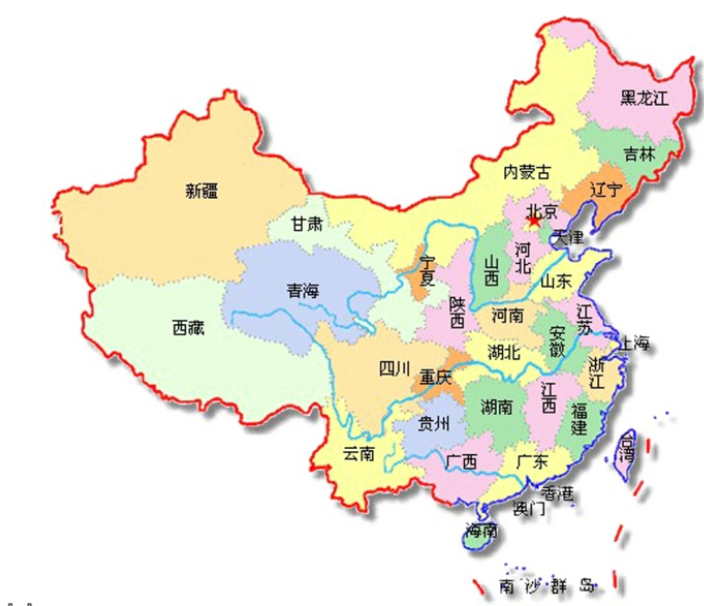 黑龙江
吉林
内蒙古
辽宁
新疆
北京
甘肃
天津
河北
山西
宁夏
山东
青海
西藏
陕西
河南
江苏
安徽
上海
湖北
四川
重庆
浙江
江西
湖南
福建
贵州
台湾
云南
广西
广东
香港
澳门
海南
南沙群岛